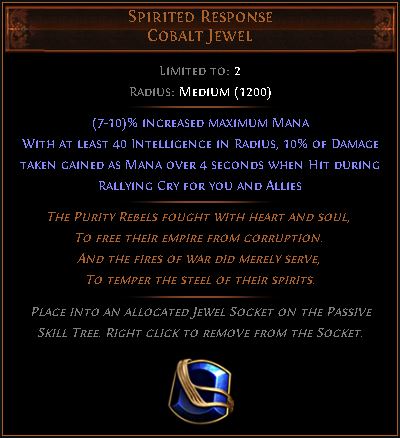 Spirited Response
Cobalt Jewel
Limited to: 2
Radius: Medium (1200)
(7-10)% increased maximum Mana
With at least 40 Intelligence in Radius, 10% of Damage
taken gained as Mana over 4 seconds when Hit during
Rallying Cry for you and Allies
The Purity Rebels fought with heart and soul,
To free their empire from corruption.
And the fires of war did merely serve,
To temper the steel of their spirits.
Place into an allocated Jewel Socket on the Passive
Skill Tree. Right click to remove from the Socket.